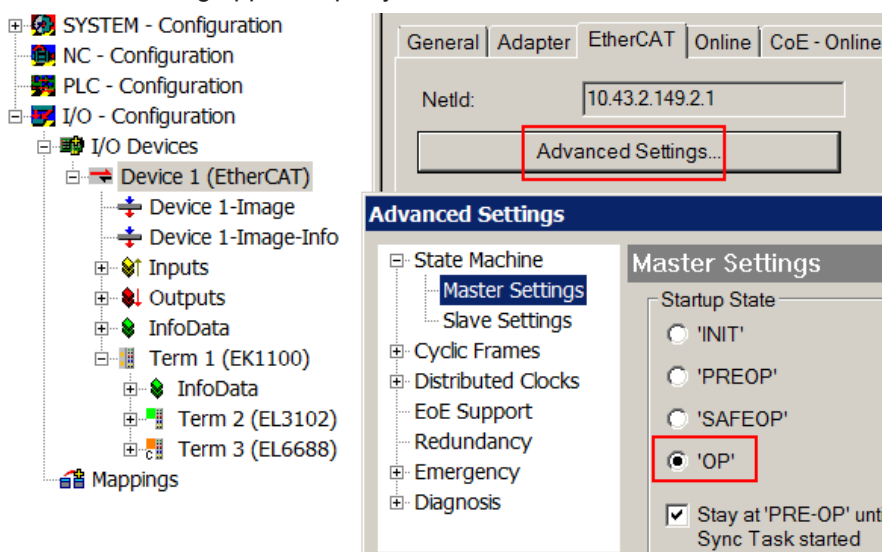 SYSTEM - Configuration
NC - Configuration
PLC - Configuration
I/O - Configuration
I/O Devices
Device 1 (EtherCAT)
Device 1-Image
Device 1-Image-Info
Inputs
Outputs
InfoData
Term 1 (EK1100)
InfoData
Term 2 (EL3102)
Term 3 (EL6688)
Mappings
General Adapter EtherCAT Online CoE - Online
NetId: 10.43.2.149.2.1
Advanced Settings...
Advanced Settings
State Machine
Master Settings
Slave Settings
Cyclic Frames
Distributed Clocks
EoE Support
Redundancy
Emergency
Diagnosis
Master Settings
Startup State
'INIT'
'PREOP'
'SAFEOP'
'OP'
Stay at 'PRE-OP' unti
Sync Task started